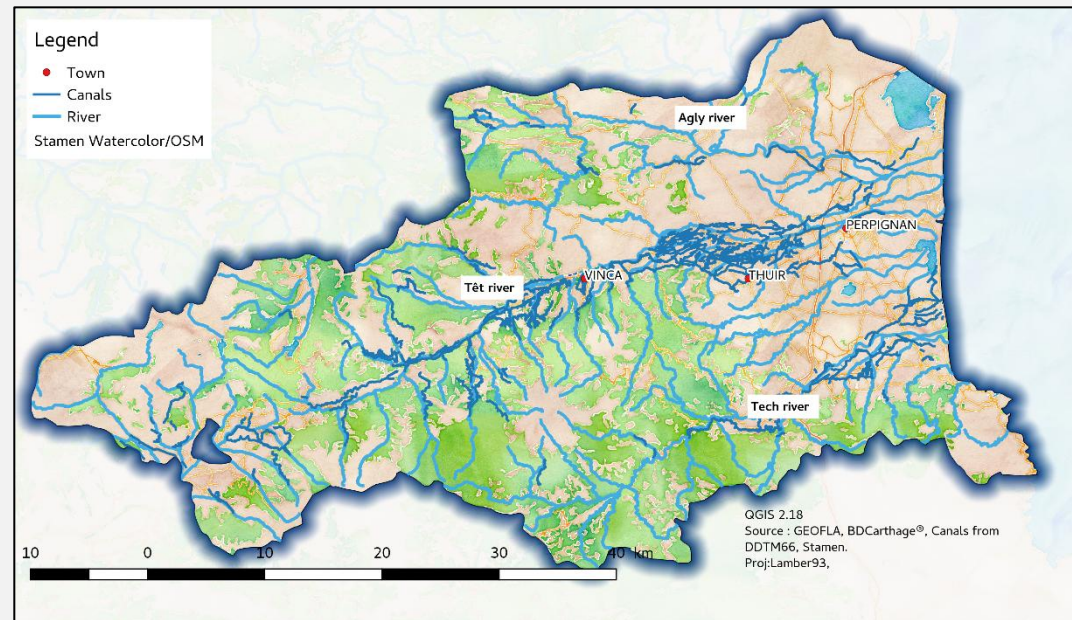 Legend
Town
Canals
River
Stamen Watercolor/OSM
Agly river
PERPIGNAN
VINCA
THUIR
Têt river
Tech river
QGIS 2.18
Source : GEOFLA, BDCarthage®, Canals from
DDTM66, Stamen.
Proj:Lamber93,
10 0 10 20 30 40 km